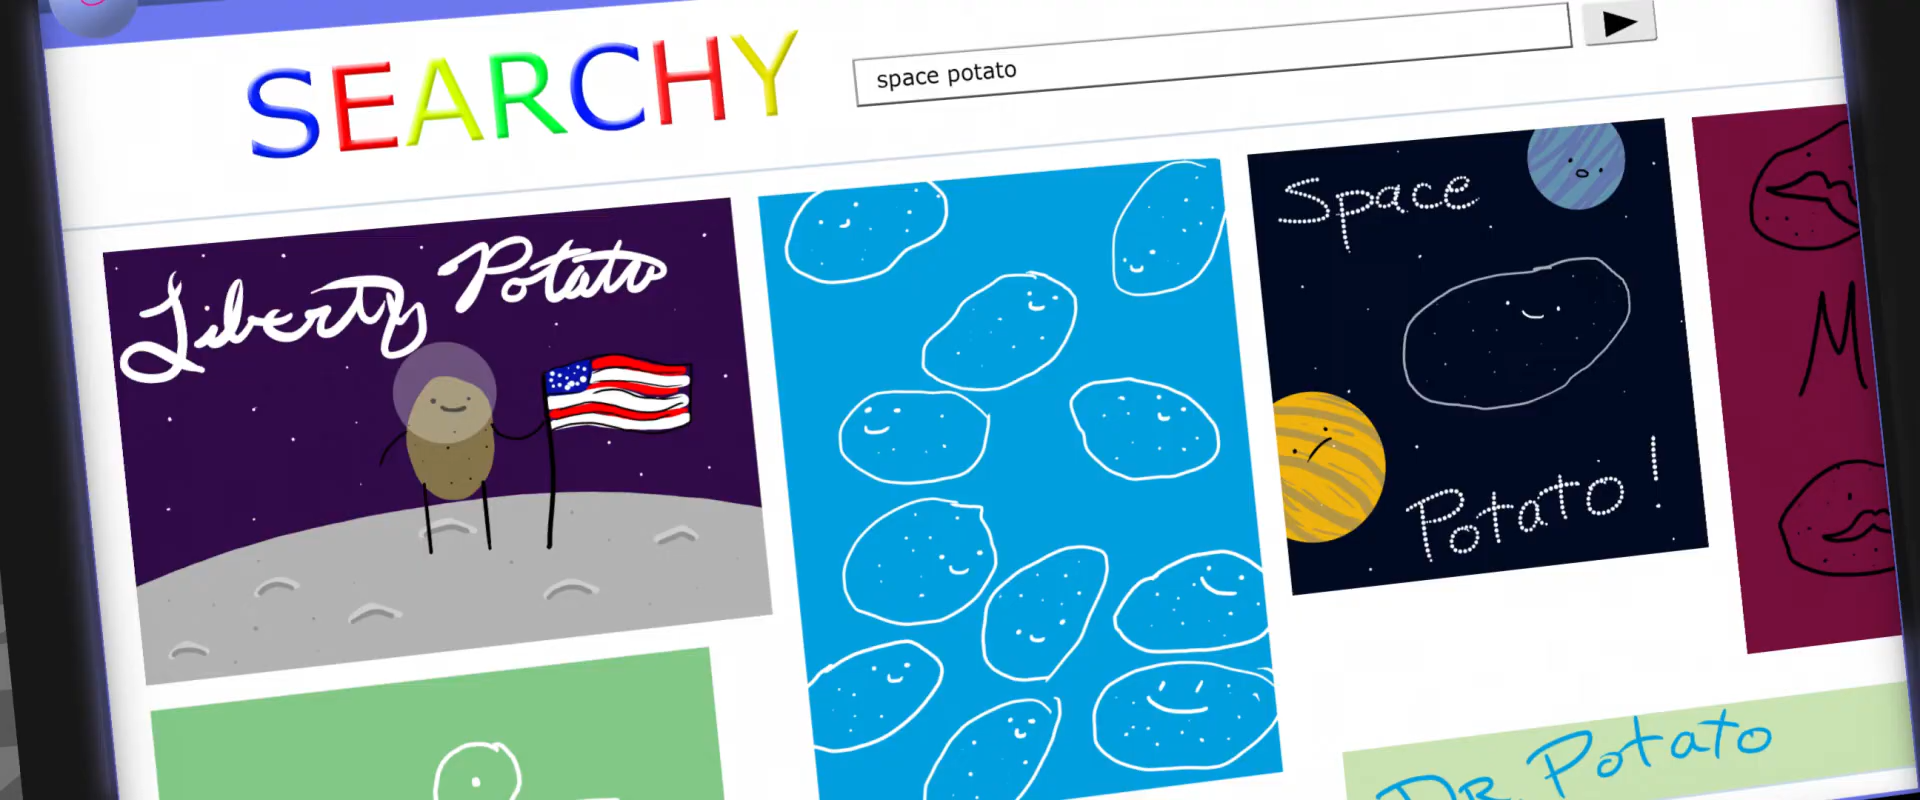 SEARCHY
space potato
Liberty Potato
Space
Potato!
M
DR. Potato